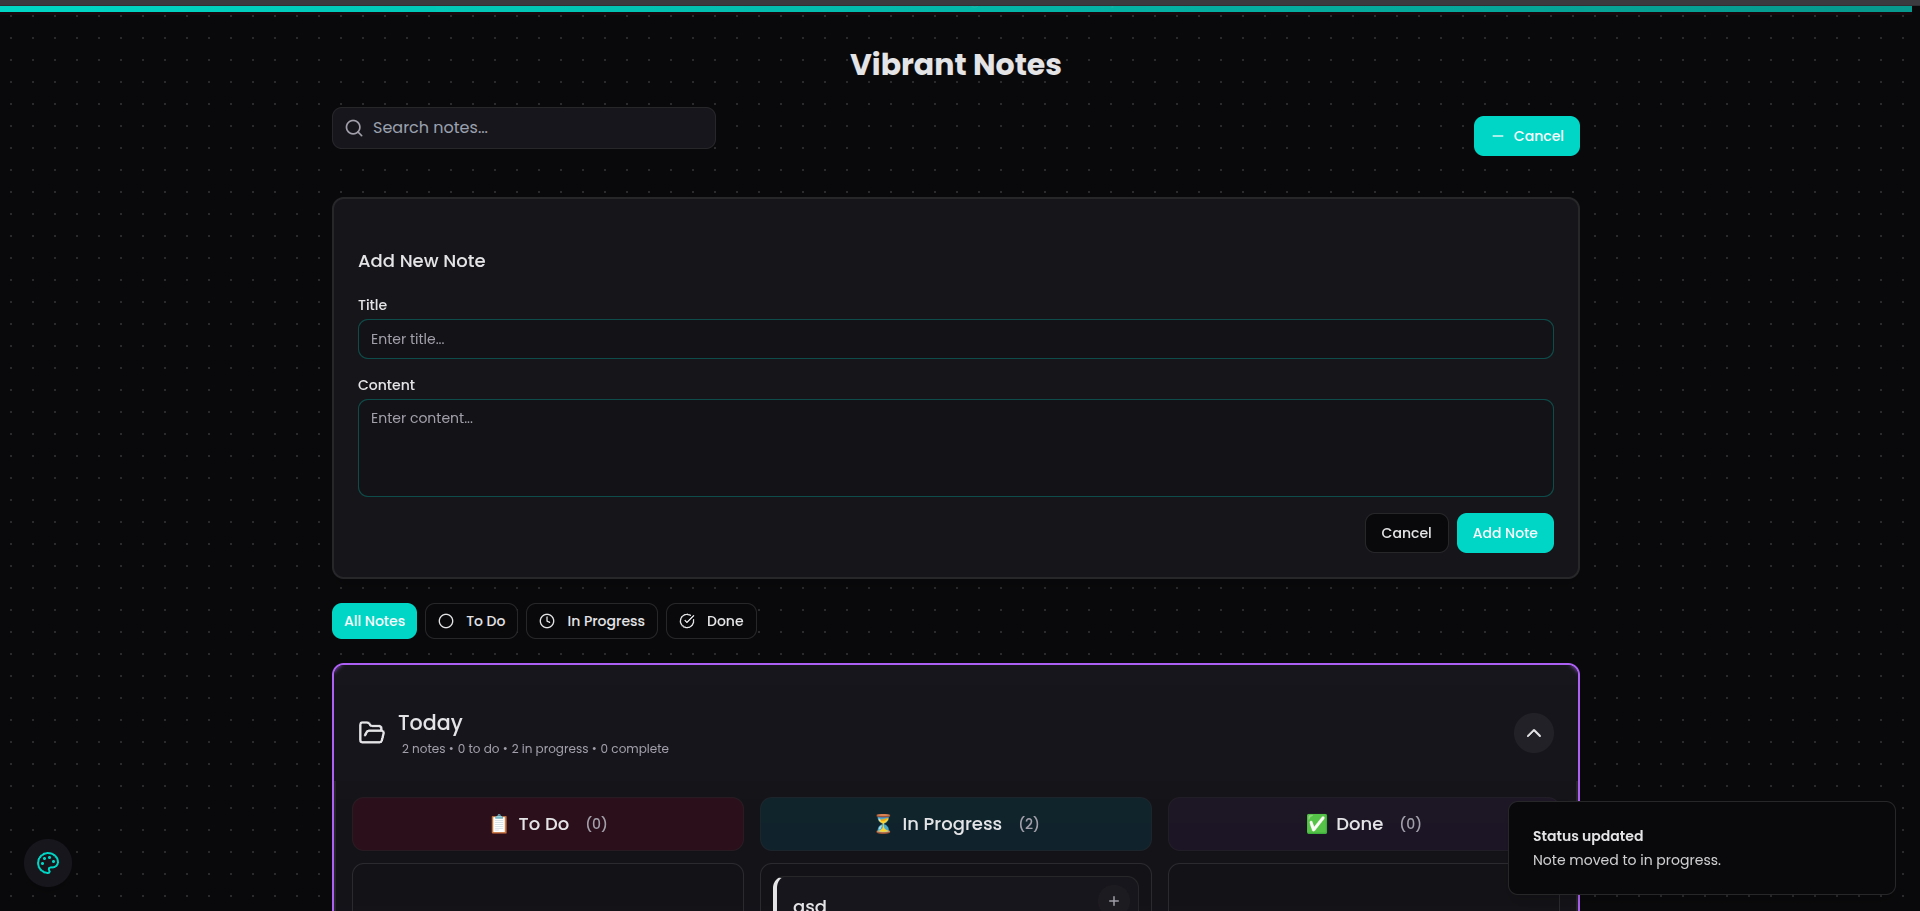 Vibrant Notes
Search notes...
Cancel
Add New Note
Title
Enter title...
Content
Enter content...
Cancel
Add Note
All Notes
To Do
In Progress
Done
Today
2 notes • 0 to do • 2 in progress • 0 complete
To Do (0)
In Progress (2)
Done (0)
Status updated
Note moved to in progress.
asd